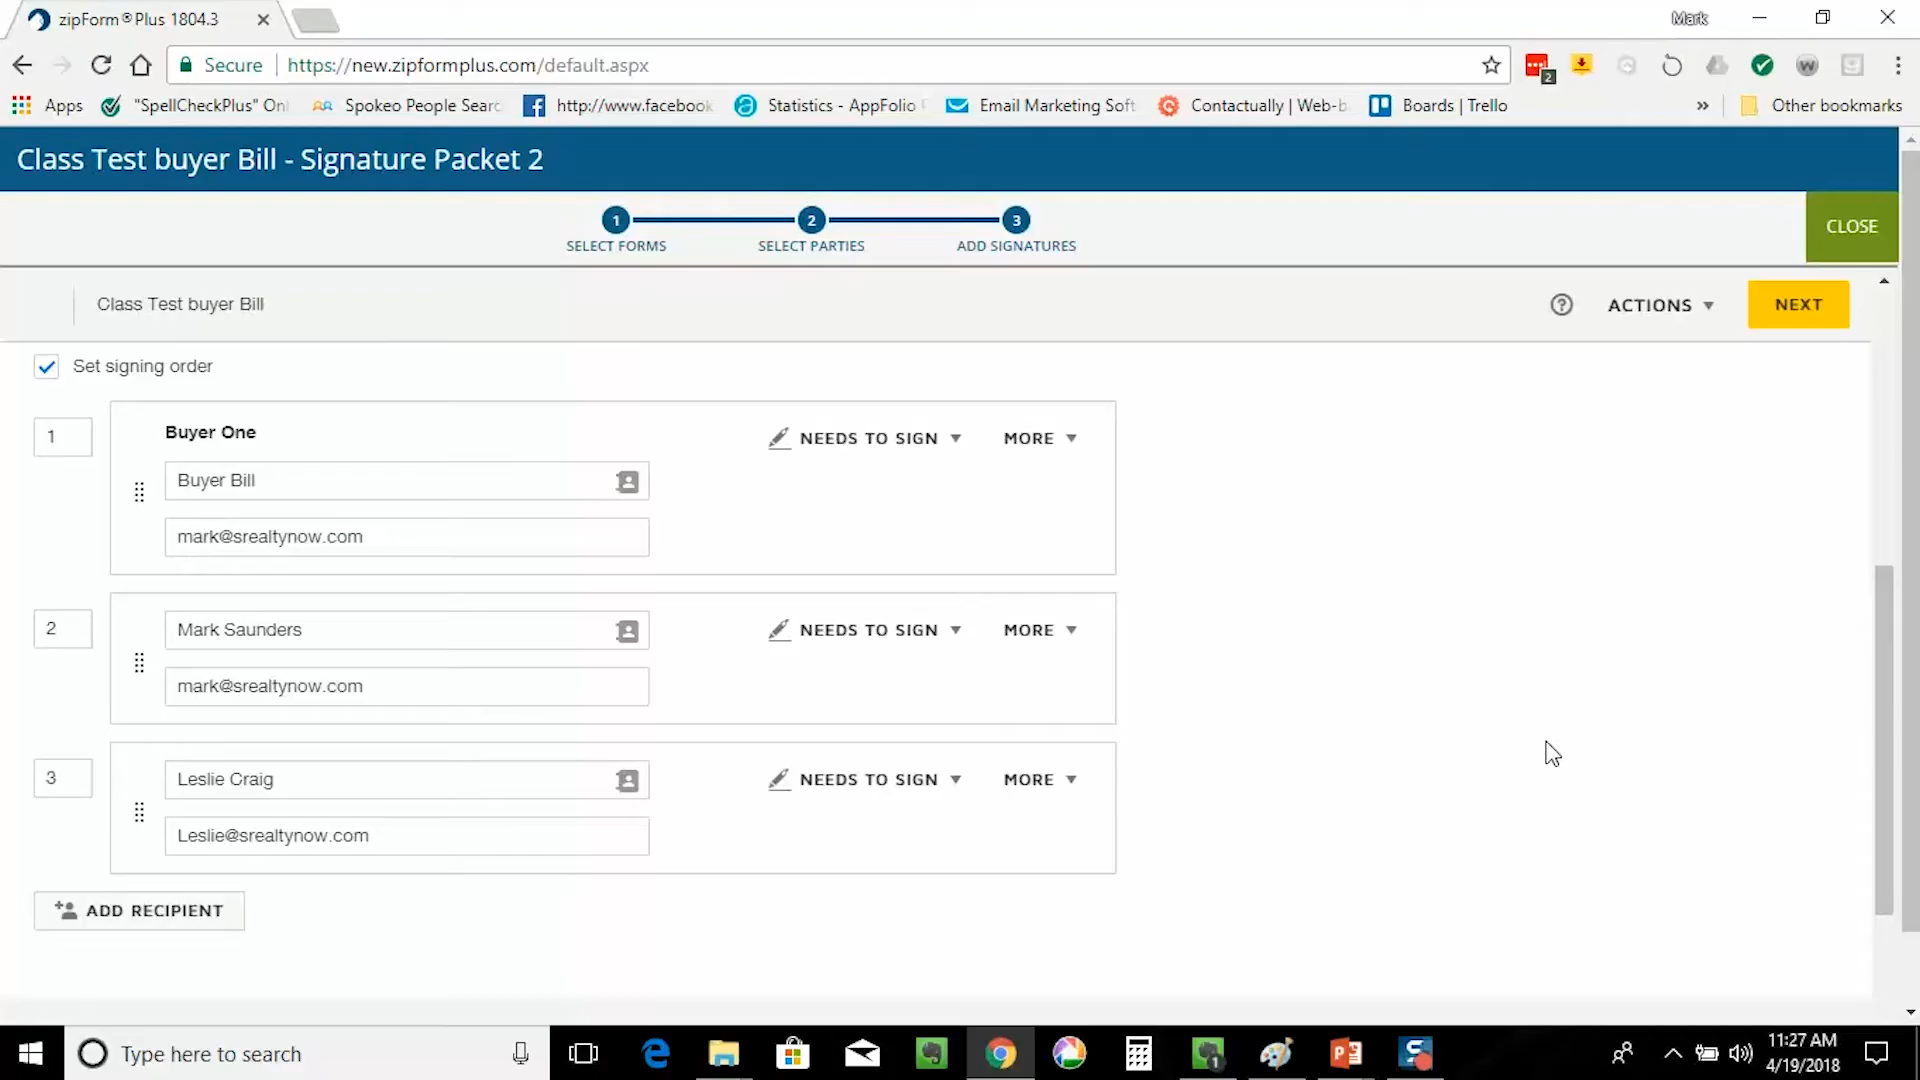 zipForm®Plus 1804.3
Mark
Secure
https://new.zipformplus.com/default.aspx
2
Apps
"SpellCheckPlus" Onl
Spokeo People Searc
http://www.facebook
Statistics - AppFolio
Email Marketing Soft
Contactually | Web-b
Boards | Trello
»
Other bookmarks
Class Test buyer Bill - Signature Packet 2
1
2
3
SELECT FORMS
SELECT PARTIES
ADD SIGNATURES
CLOSE
Class Test buyer Bill
?
ACTIONS
NEXT
Set signing order
1
Buyer One
NEEDS TO SIGN
MORE
Buyer Bill
mark@srealtynow.com
2
Mark Saunders
NEEDS TO SIGN
MORE
mark@srealtynow.com
3
Leslie Craig
NEEDS TO SIGN
MORE
Leslie@srealtynow.com
ADD RECIPIENT
Type here to search
11:27 AM
4/19/2018